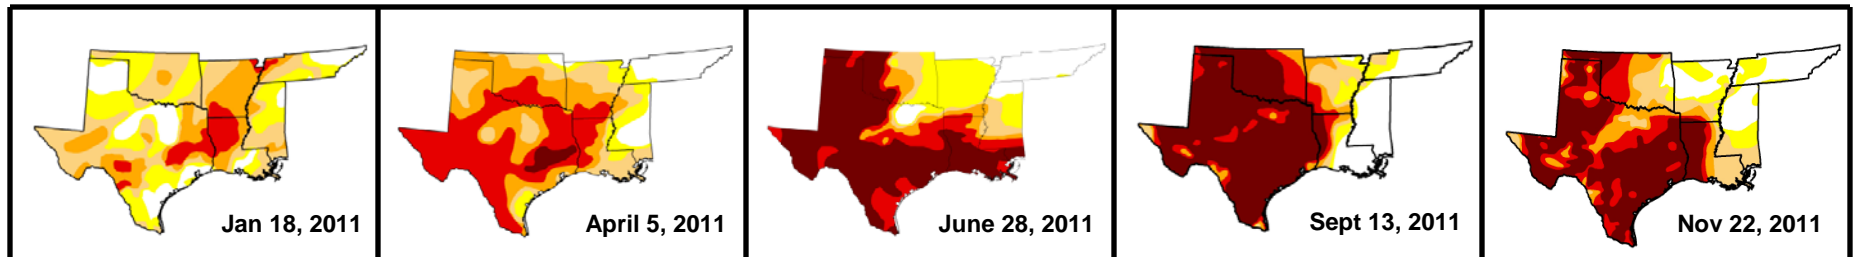 Jan 18, 2011
April 5, 2011
June 28, 2011
Sept 13, 2011
Nov 22, 2011